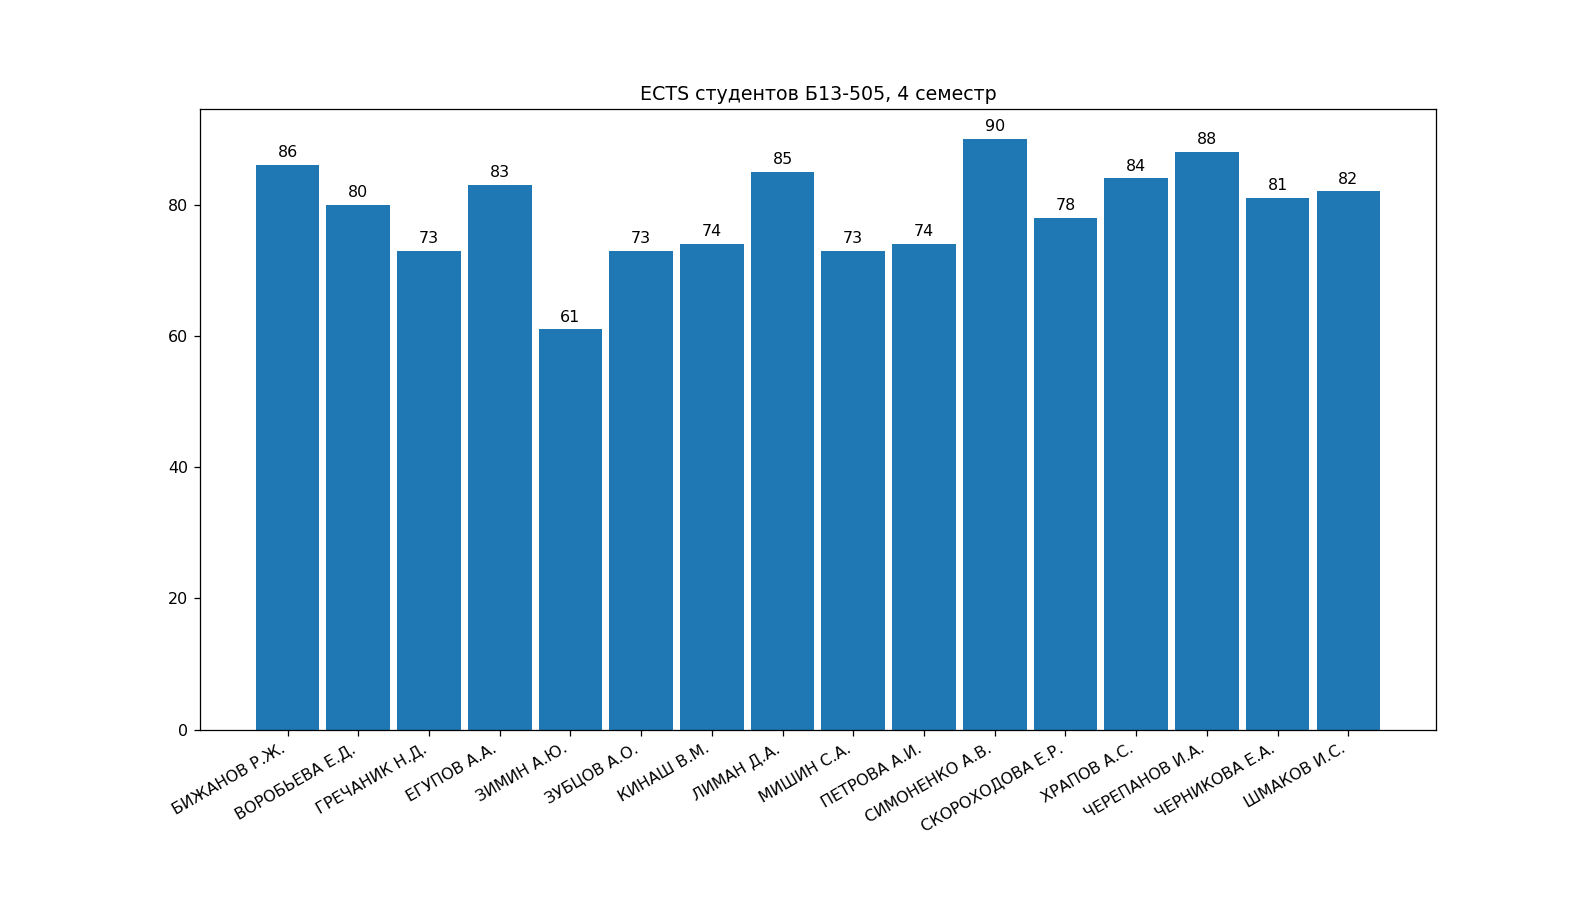 ECTS студентов Б13-505, 4 семестр
86
80
73
83
61
73
74
85
73
74
90
78
84
88
81
82
80
60
40
20
0
БИЖАНОВ Р.Ж.
ВОРОБЬЕВА Е.Д.
ГРЕЧАНИК Н.Д.
ЕГУПОВ А.А.
ЗИМИН А.Ю.
ЗУБЦОВ А.О.
КИНАШ В.М.
ЛИМАН Д.А.
МИШИН С.А.
ПЕТРОВА А.И.
СИМОНЕНКО А.В.
СКОРОХОДОВА Е.Р.
ХРАПОВ А.С.
ЧЕРЕПАНОВ И.А.
ЧЕРНИКОВА Е.А.
ШМАКОВ И.С.